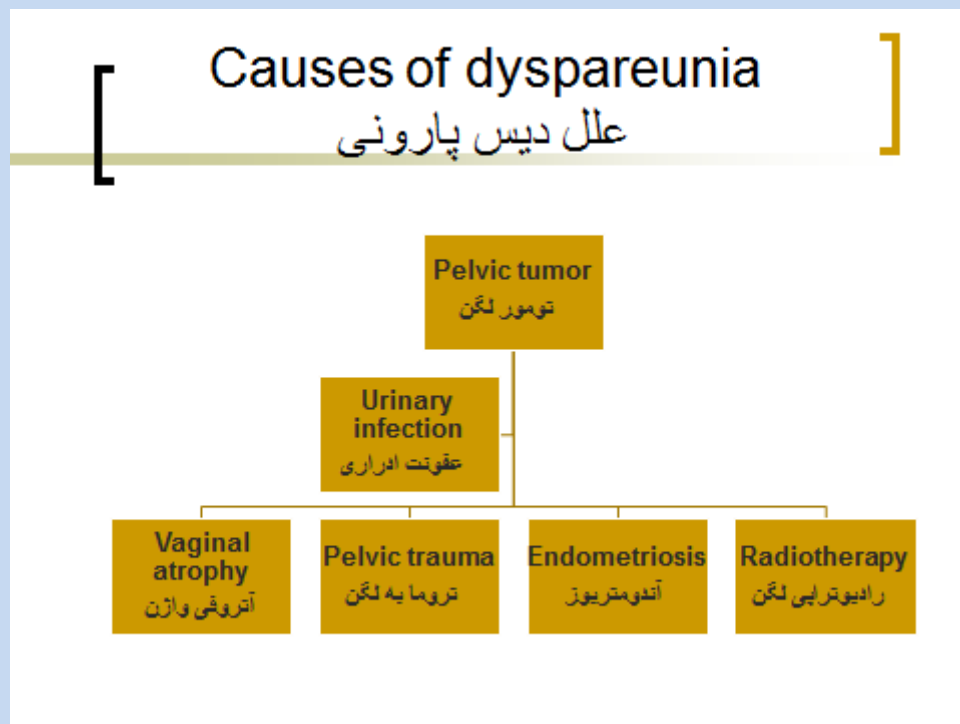 Causes of dyspareunia
علل دیس پارونی
Pelvic tumor
تومور لگن
Urinary
infection
عفونت ادراری
Vaginal
atrophy
آتروفی واژن
Pelvic trauma
تروما به لگن
Endometriosis
آندومتریوز
Radiotherapy
رادیوتراپی لگن